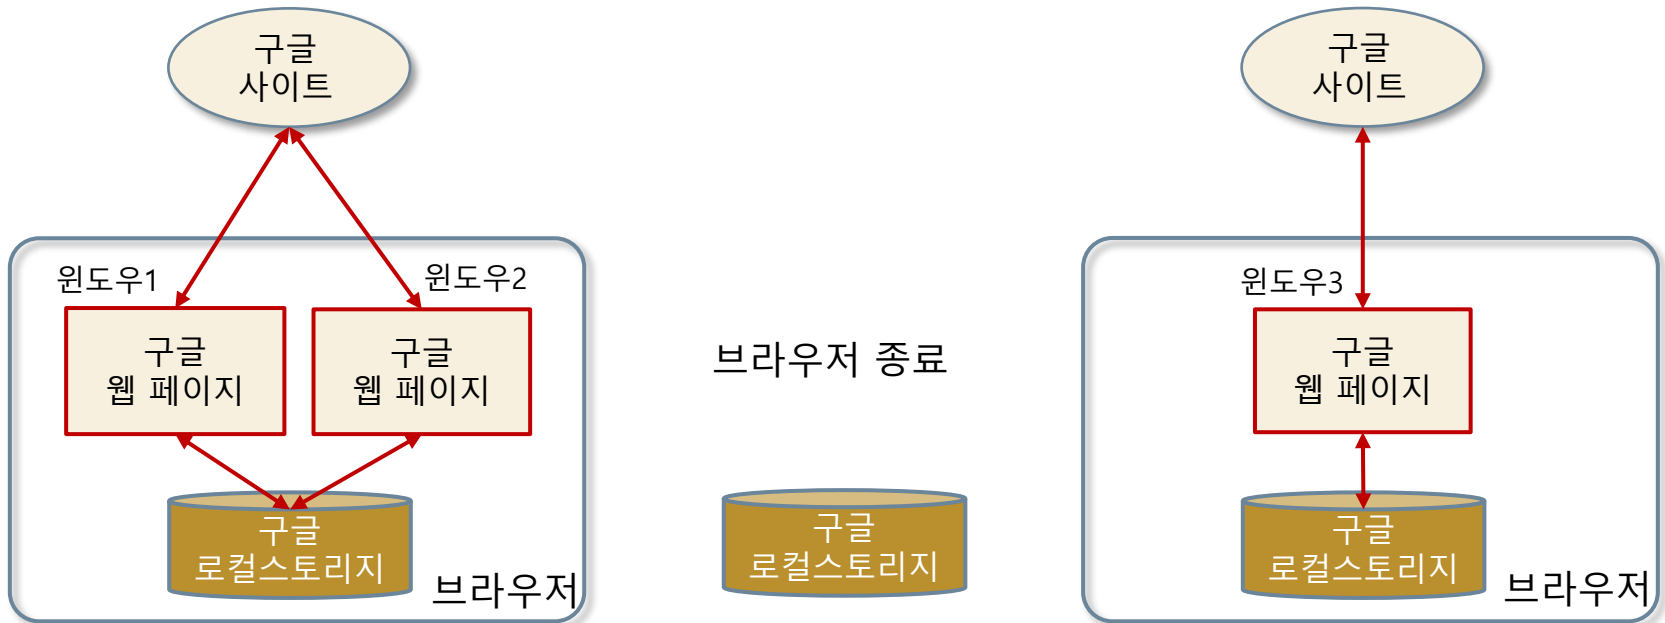 구글
사이트
윈도우1
윈도우2
구글
웹 페이지
구글
웹 페이지
구글
로컬스토리지
브라우저
브라우저 종료
구글
로컬스토리지
구글
사이트
윈도우3
구글
웹 페이지
구글
로컬스토리지
브라우저